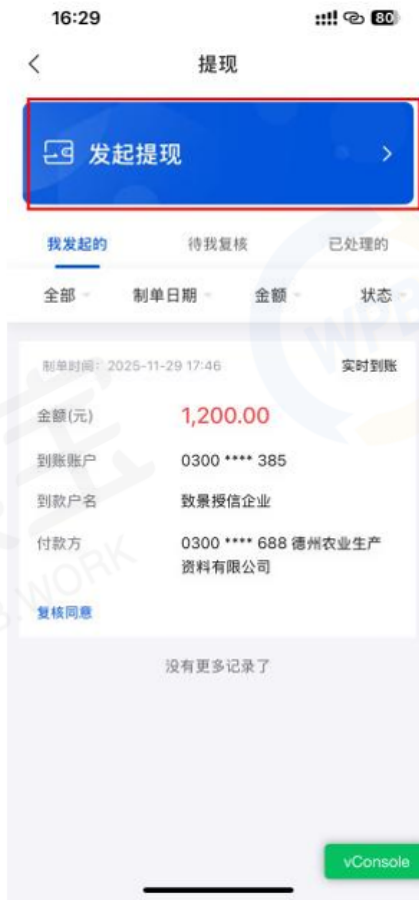 16:29 80
提现
发起提现
我发起的 待我复核 已处理的
全部 制单日期 金额 状态
制单时间：2025-11-29 17:46 实时到账
金额(元) 1,200.00
到账账户 0300 **** 385
到款户名 致景授信企业
付款方 0300 **** 688 德州农业生产
资料有限公司
复核同意
没有更多记录了
vConsole